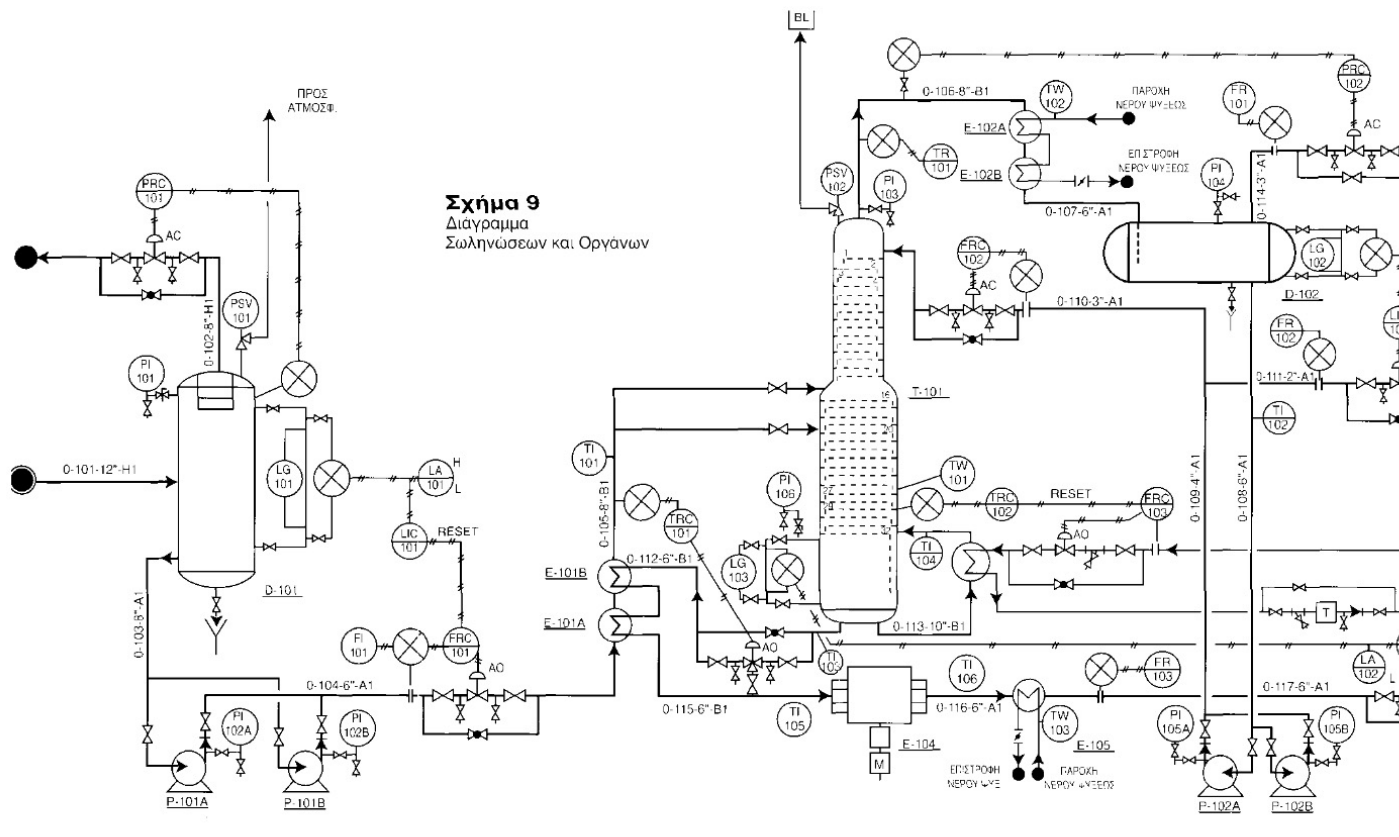 BL
ΠΡΟΣ
ΑΤΜΟΣΦ.
PRC
101
AC
PSV
101
0-102-8"-H1
PI
101
0-101-12"-H1
LG
101
LA
101
H
L
LIC
101
RESET
D-101
0-103-8"-A1
Σχήμα 9
Διάγραμμα
Σωληνώσεων και Οργάνων
FI
101
FRC
101
AO
0-104-6"-A1
PI
102A
PI
102B
P-101A
P-101B
TI
101
0-105-8"-B1
TRC
101
0-112-6"-B1
E-101B
E-101A
AO
0-115-6"-B1
TI
105
M
E-104
TI
103
0-106-8"-B1
TW
102
ΠΑΡΟΧΗ
ΝΕΡΟΥ ΨΥΞΕΩΣ
E-102A
TR
101
E-102B
ΕΠΙΣΤΡΟΦΗ
ΝΕΡΟΥ ΨΥΞΕΩΣ
PSV
102
PI
103
0-107-6"-A1
FRC
102
AC
0-110-3"-A1
T-101
16
TW
101
PI
106
LG
103
TRC
102
RESET
FRC
103
AO
TI
104
0-113-10"-B1
TI
106
0-116-6"-A1
TW
103
E-105
FR
103
0-117-6"-A1
ΕΠΙΣΤΡΟΦΗ
ΝΕΡΟΥ ΨΥΞΕ
ΠΑΡΟΧΗ
ΝΕΡΟΥ ΨΥΞΕΩΣ
FR
101
PRC
102
AC
PI
104
0-114-3"-A1
LG
102
D-102
FR
102
0-111-2"-A1
TI
102
0-109-4"-A1
0-108-6"-A1
T
LA
102
L
PI
105A
PI
105B
P-102A
P-102B